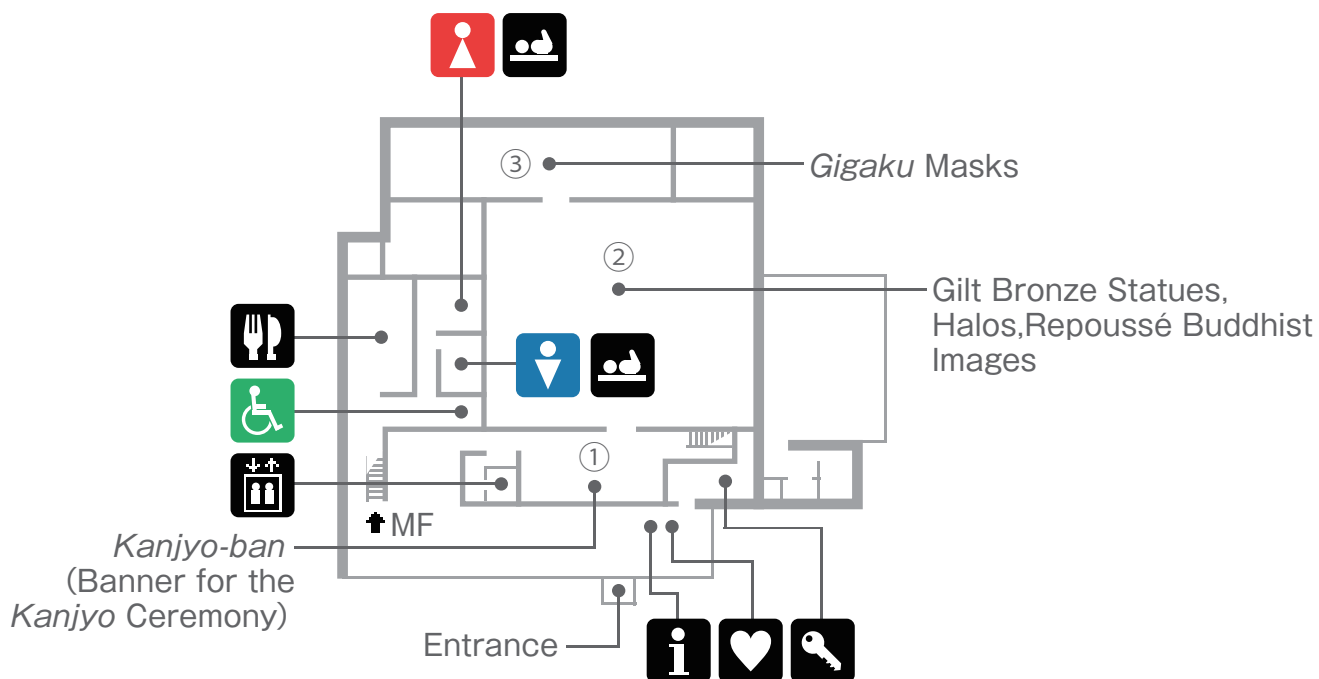 ③
Gigaku Masks
②
Gilt Bronze Statues,
Halos,Repoussé Buddhist
Images
①
MF
Kanjyo-ban
(Banner for the
Kanjyo Ceremony)
Entrance